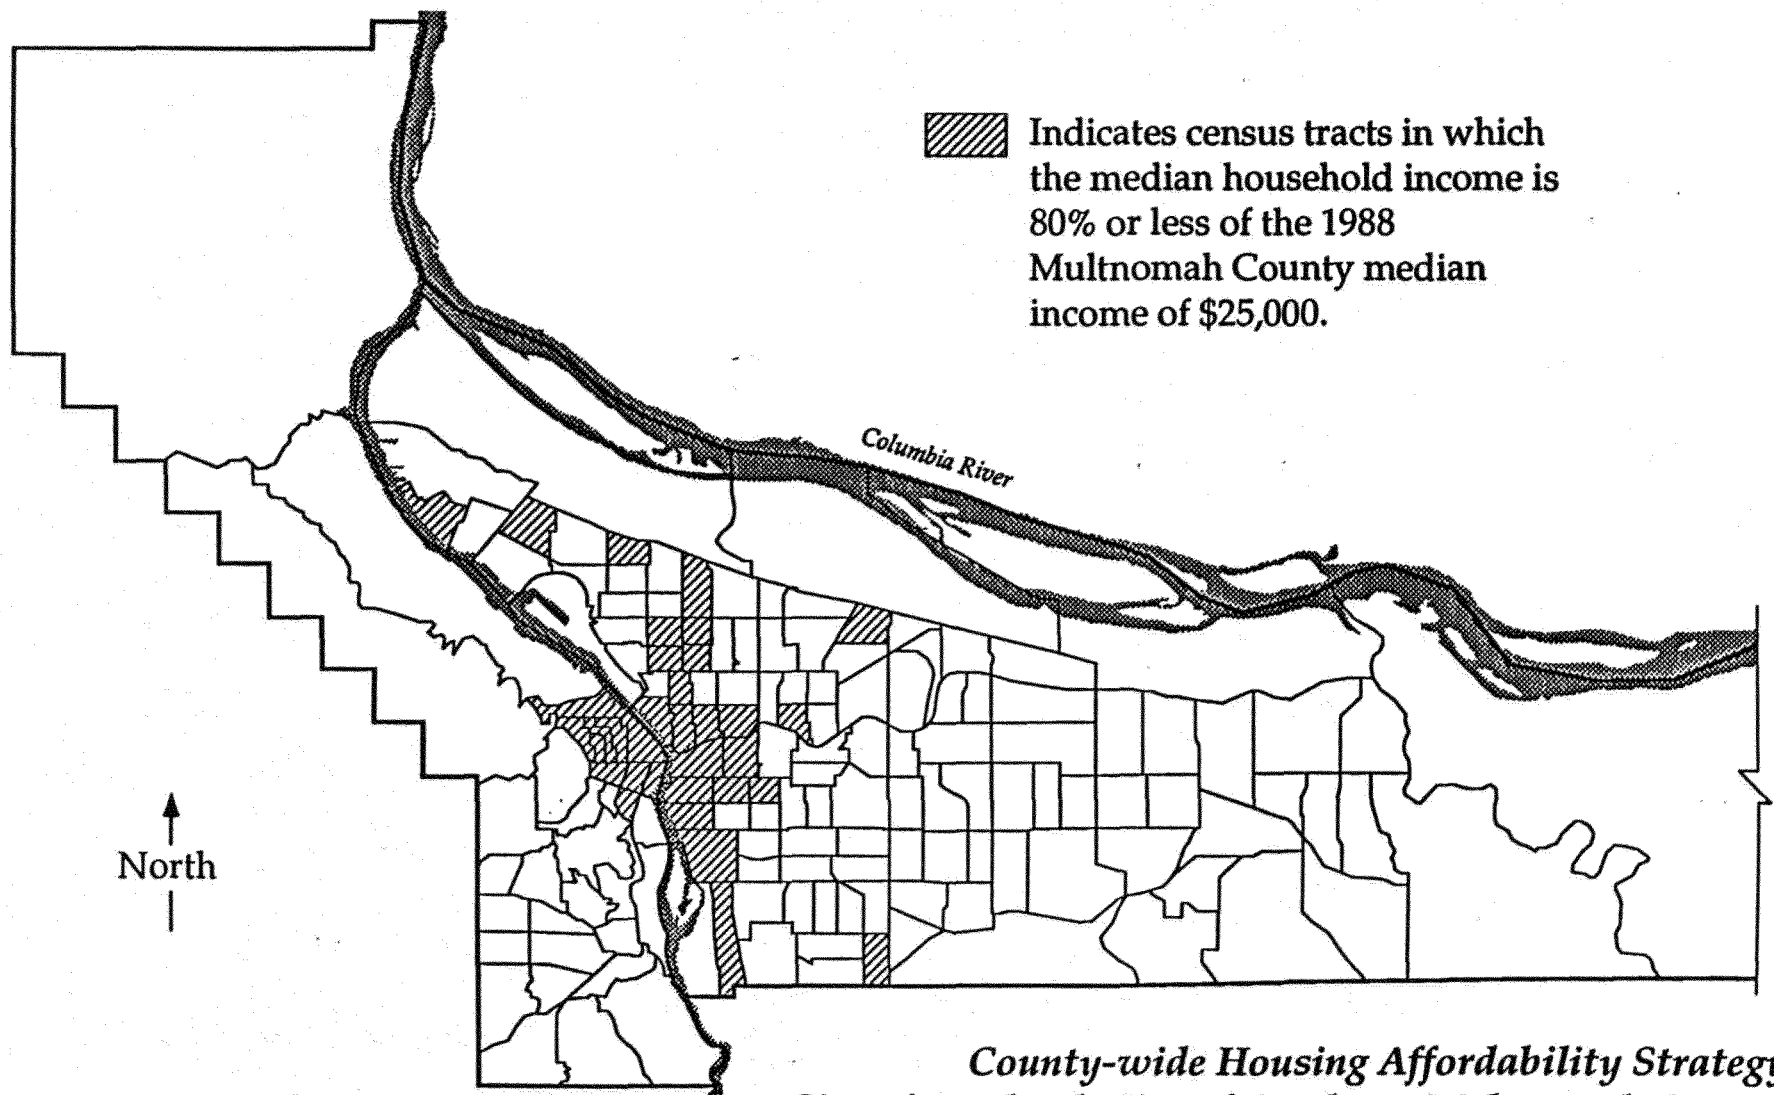 Indicates census tracts in which
the median household income is
80% or less of the 1988
Multnomah County median
income of $25,000.
Columbia River
North
County-wide Housing Affordability Strategy